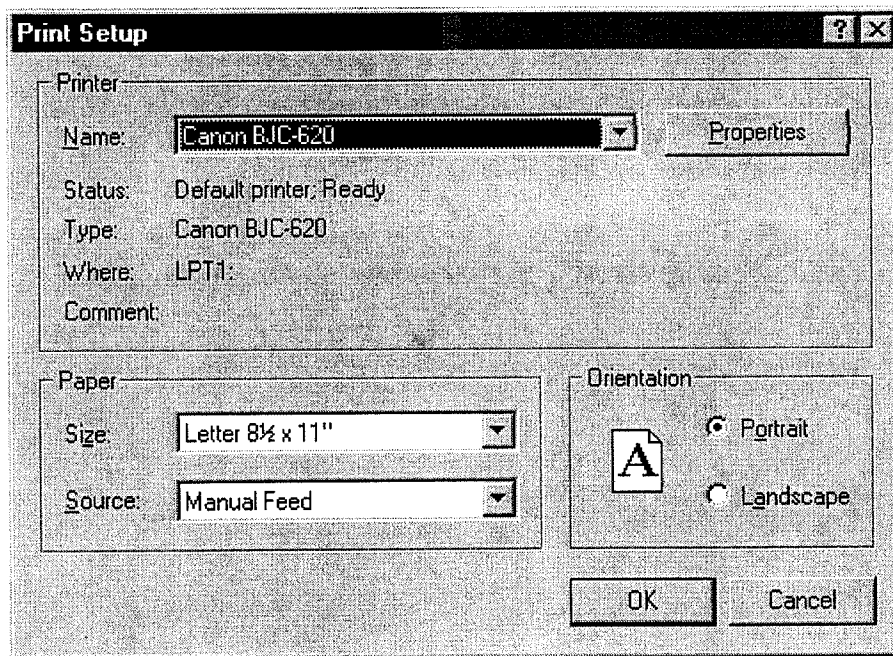 Print Setup
Printer
Name: Canon BJC-620 Properties
Status: Default printer; Ready
Type: Canon BJC-620
Where: LPT1:
Comment:
Paper
Size: Letter 8½ x 11"
Source: Manual Feed
Orientation
A
Portrait
Landscape
OK Cancel